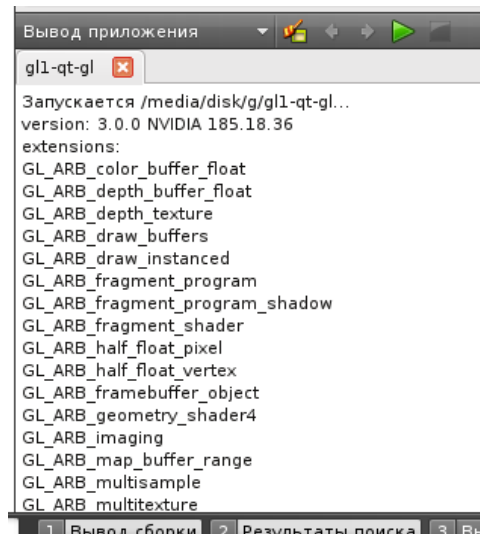 Вывод приложения
gl1-qt-gl
Запускается /media/disk/g/gl1-qt-gl...
version: 3.0.0 NVIDIA 185.18.36
extensions:
GL_ARB_color_buffer_float
GL_ARB_depth_buffer_float
GL_ARB_depth_texture
GL_ARB_draw_buffers
GL_ARB_draw_instanced
GL_ARB_fragment_program
GL_ARB_fragment_program_shadow
GL_ARB_fragment_shader
GL_ARB_half_float_pixel
GL_ARB_half_float_vertex
GL_ARB_framebuffer_object
GL_ARB_geometry_shader4
GL_ARB_imaging
GL_ARB_map_buffer_range
GL_ARB_multisample
GL_ARB_multitexture
1 Вывод сборки 2 Результаты поиска 3